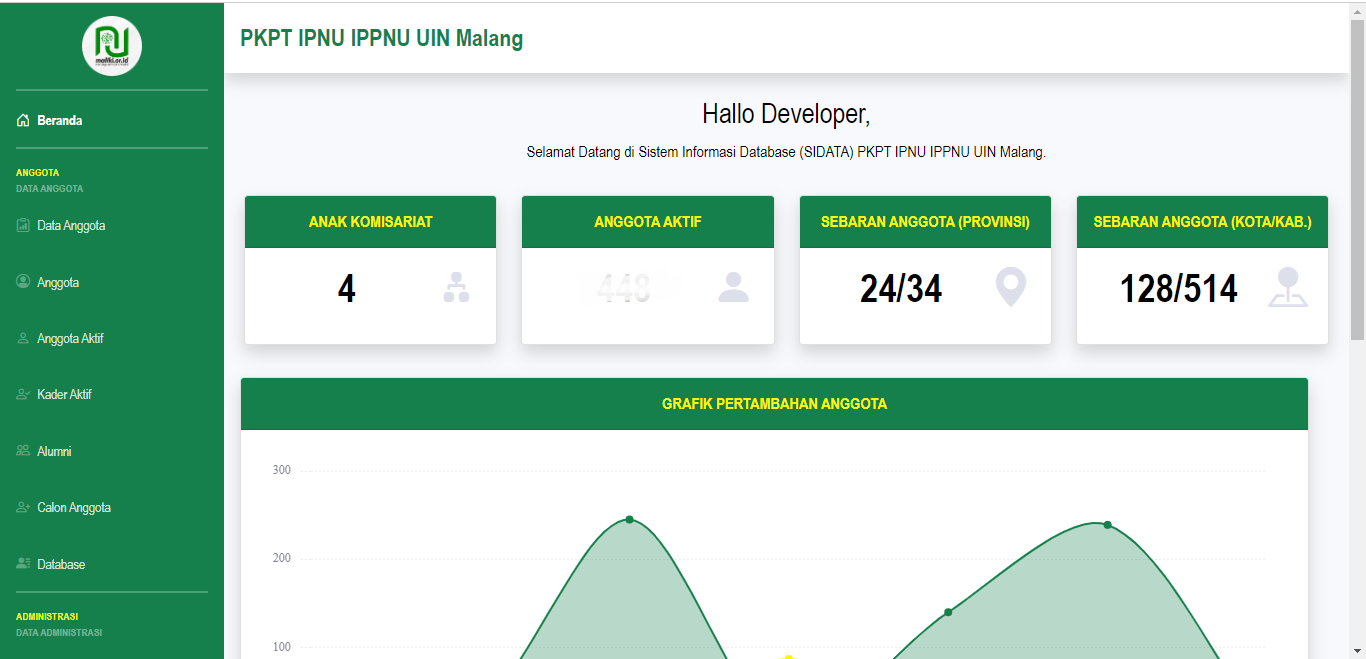 maliki.or.id
PKPT IPNU IPPNU UIN Malang
Beranda
ANGGOTA
DATA ANGGOTA
Data Anggota
Anggota
Anggota Aktif
Kader Aktif
Alumni
Calon Anggota
Database
ADMINISTRASI
DATA ADMINISTRASI
Hallo Developer,
Selamat Datang di Sistem Informasi Database (SIDATA) PKPT IPNU IPPNU UIN Malang.
ANAK KOMISARIAT
4
ANGGOTA AKTIF
448
SEBARAN ANGGOTA (PROVINSI)
24/34
SEBARAN ANGGOTA (KOTA/KAB.)
128/514
GRAFIK PERTAMBAHAN ANGGOTA
300
200
100